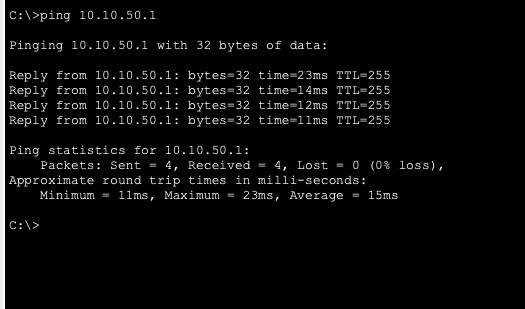 C:\>ping 10.10.50.1
Pinging 10.10.50.1 with 32 bytes of data:
Reply from 10.10.50.1: bytes=32 time=23ms TTL=255
Reply from 10.10.50.1: bytes=32 time=14ms TTL=255
Reply from 10.10.50.1: bytes=32 time=12ms TTL=255
Reply from 10.10.50.1: bytes=32 time=11ms TTL=255
Ping statistics for 10.10.50.1:
Packets: Sent = 4, Received = 4, Lost = 0 (0% loss),
Approximate round trip times in milli-seconds:
Minimum = 11ms, Maximum = 23ms, Average = 15ms
C:\>